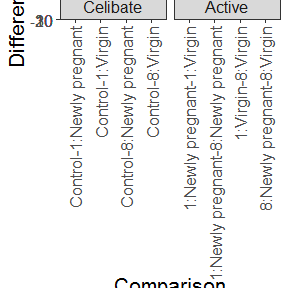 Celibate
Active
Differen
Control-1:Newly pregnant
Control-1:Virgin
Control-8:Newly pregnant
Control-8:Virgin
1:Newly pregnant-1:Virgin
1:Newly pregnant-8:Newly pregnant
1:Virgin-8:Virgin
8:Newly pregnant-8:Virgin
Comparison